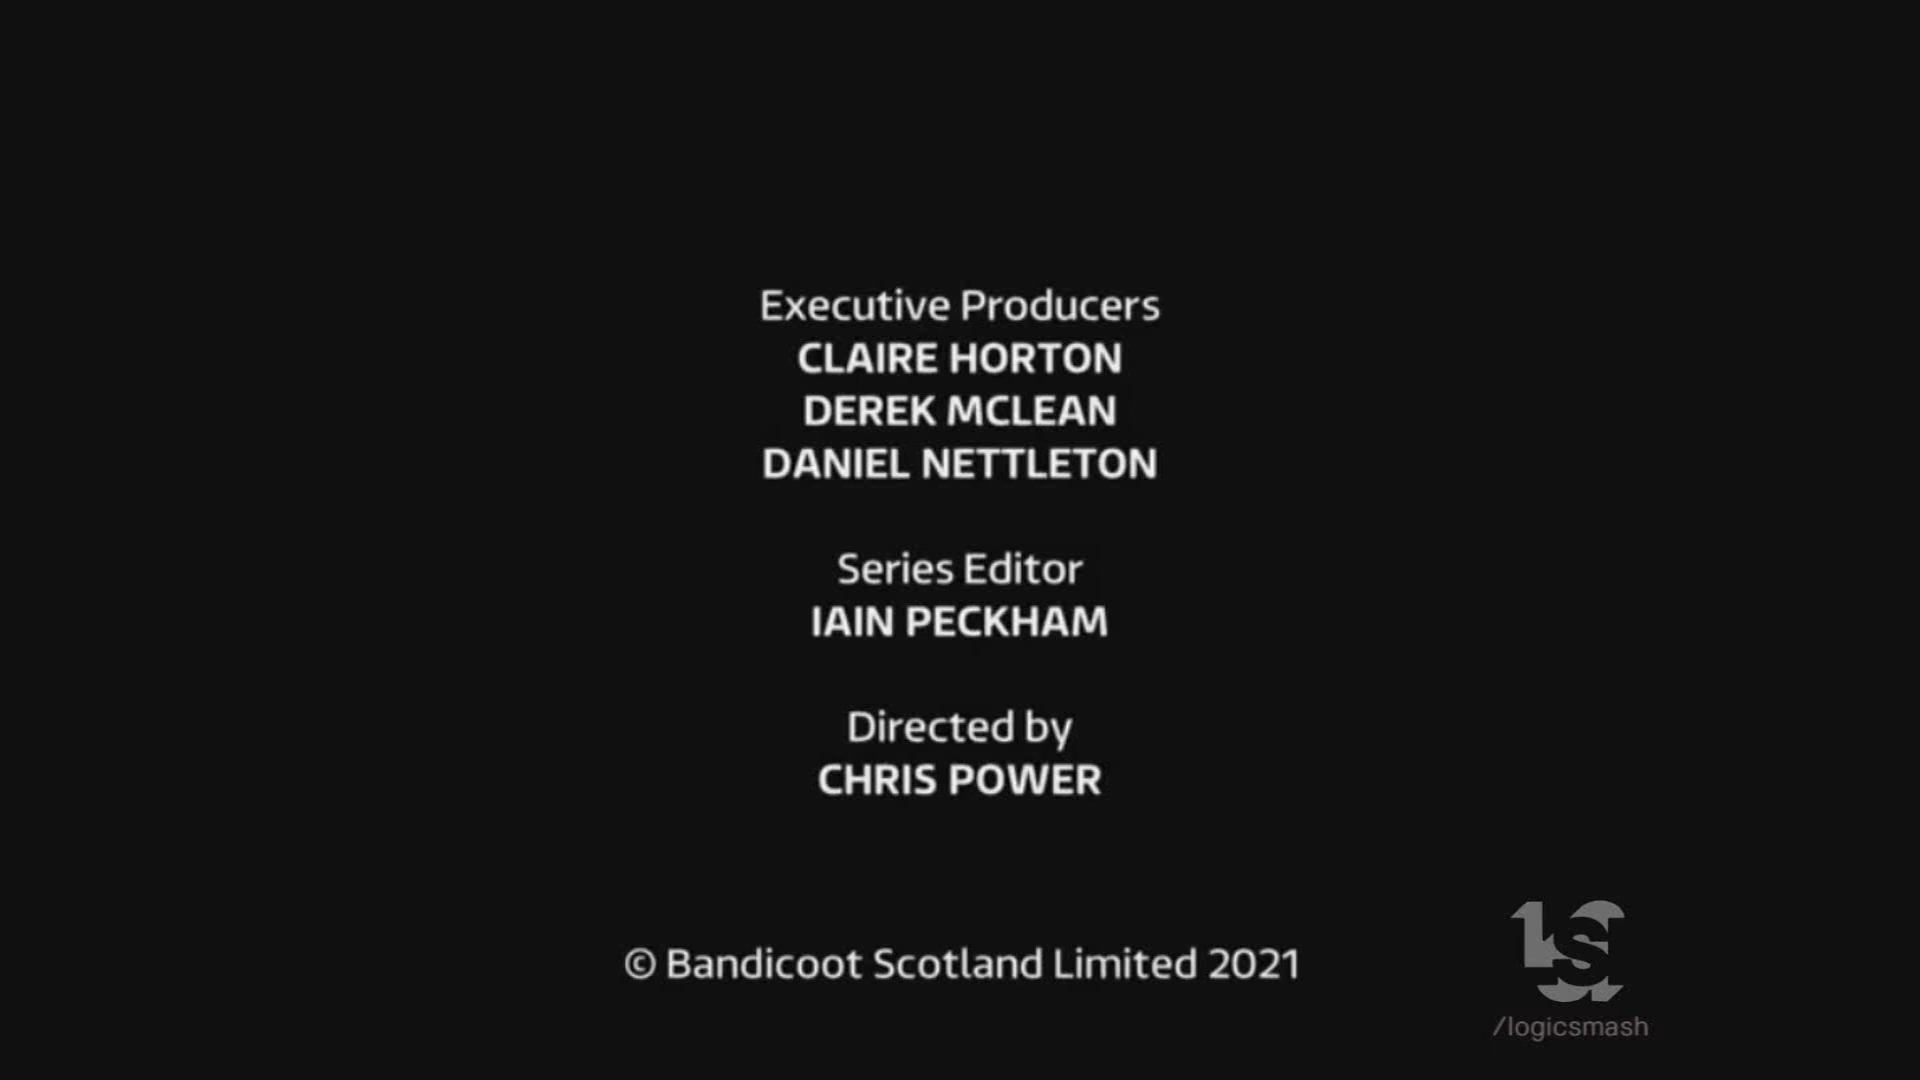 Executive Producers
CLAIRE HORTON
DEREK MCLEAN
DANIEL NETTLETON
Series Editor
IAIN PECKHAM
Directed by
CHRIS POWER
© Bandicoot Scotland Limited 2021
LS
/logicsmash